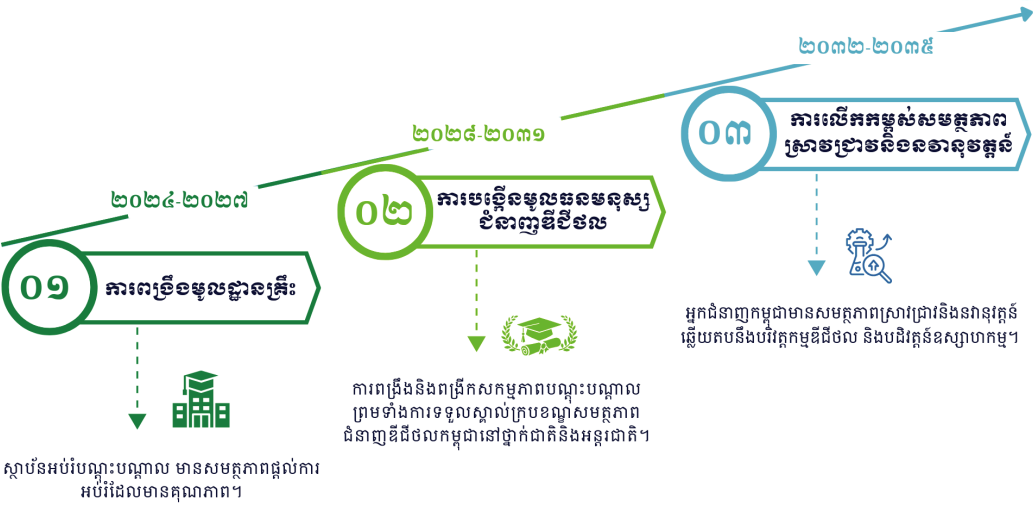 ២០២៤-២០២៧
០១
ការពង្រឹងមូលដ្ឋានគ្រឹះ
ស្ថាប័នអប់រំបណ្តុះបណ្តាល មានសមត្ថភាពផ្តល់ការ
អប់រំដែលមានគុណភាព។
២០២៨-២០៣១
០២
ការបង្កើនមូលធនមនុស្ស
ជំនាញឌីជីថល
ការពង្រឹងនិងពង្រីកសកម្មភាពបណ្តុះបណ្តាល
ព្រមទាំងការទទួលស្គាល់ក្របខណ្ឌសមត្ថភាព
ជំនាញឌីជីថលកម្ពុជានៅថ្នាក់ជាតិនិងអន្តរជាតិ។
២០៣២-២០៣៥
០៣
ការលើកកម្ពស់សមត្ថភាព
ស្រាវជ្រាវនិងនវានុវត្តន៍
អ្នកជំនាញកម្ពុជាមានសមត្ថភាពស្រាវជ្រាវនិងនវានុវត្តន៍
ឆ្លើយតបនឹងបរិវត្តកម្មឌីជីថល និងបដិវត្តន៍ឧស្សាហកម្ម។